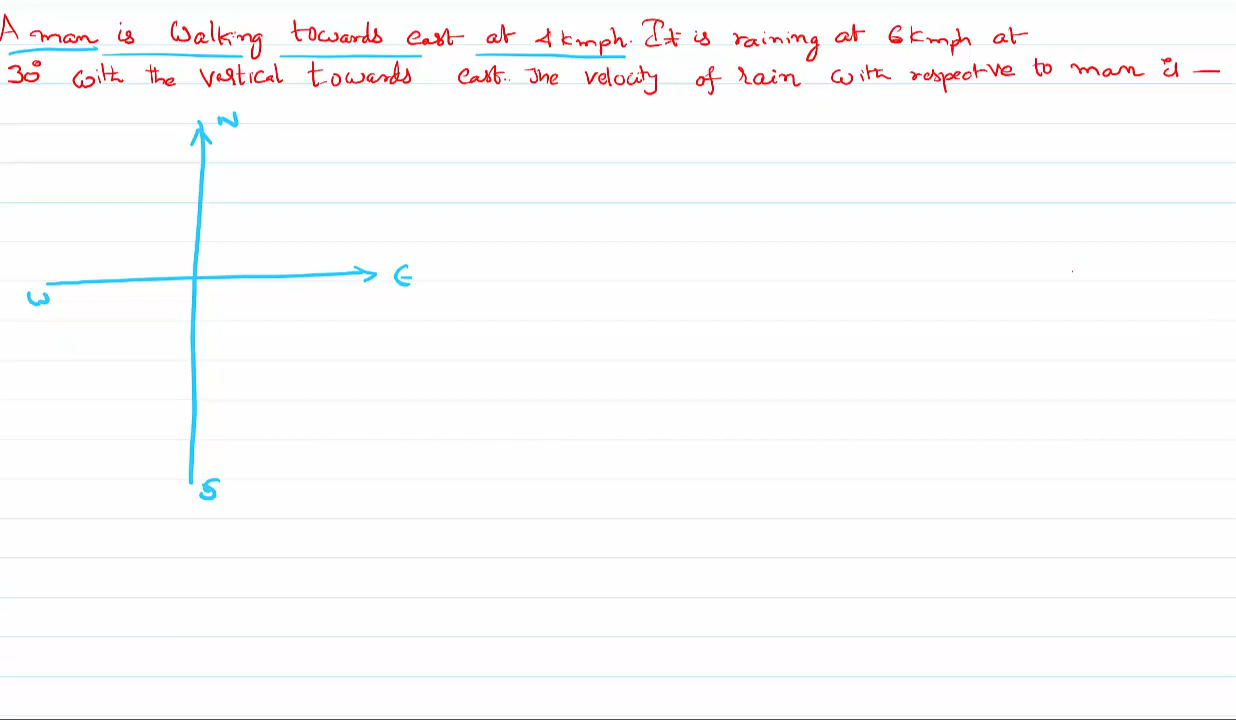 A man is Walking towards east at 4 kmph. It is raining at 6 kmph at
30° with the vertical towards east. The velocity of rain with respective to man is —
N
W
E
S